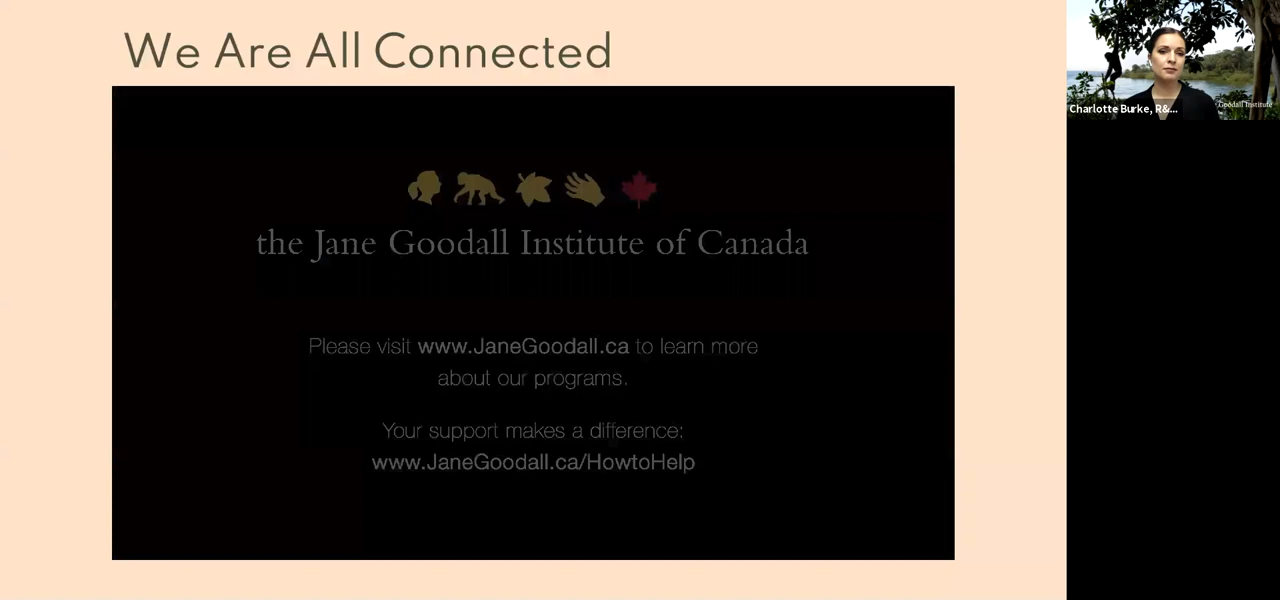 We Are All Connected
the Jane Goodall Institute of Canada
Please visit www.JaneGoodall.ca to learn more
about our programs.
Your support makes a difference:
www.JaneGoodall.ca/HowtoHelp
Charlotte Burke, R&...
Goodall Institute